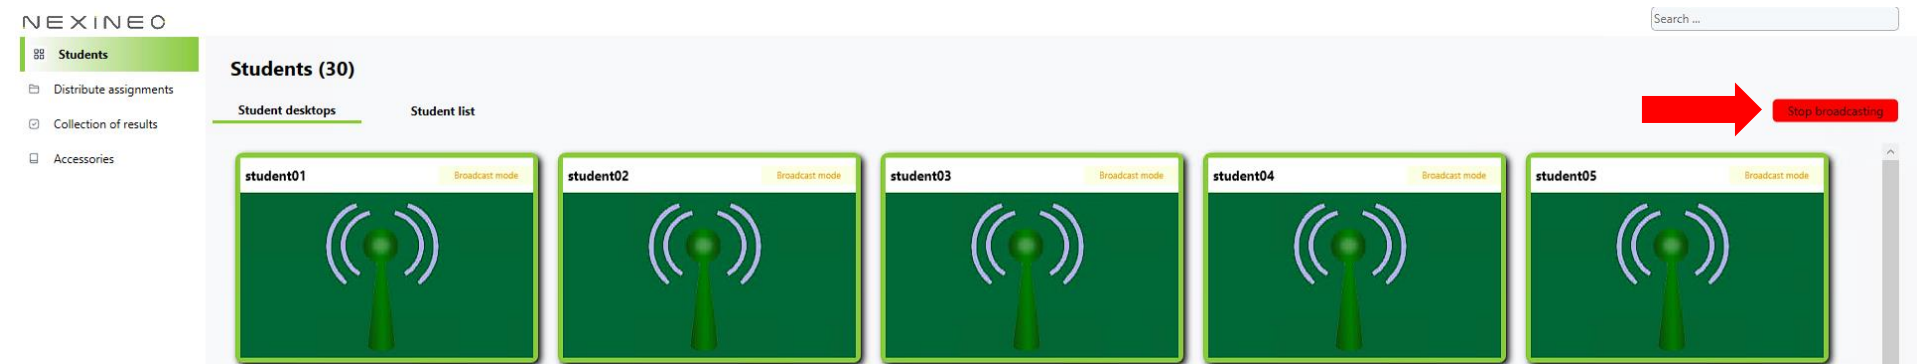 NEXINEO
Search ...
Students
Distribute assignments
Collection of results
Accessories
Students (30)
Student desktops Student list
Stop broadcasting
student01 Broadcast mode
student02 Broadcast mode
student03 Broadcast mode
student04 Broadcast mode
student05 Broadcast mode